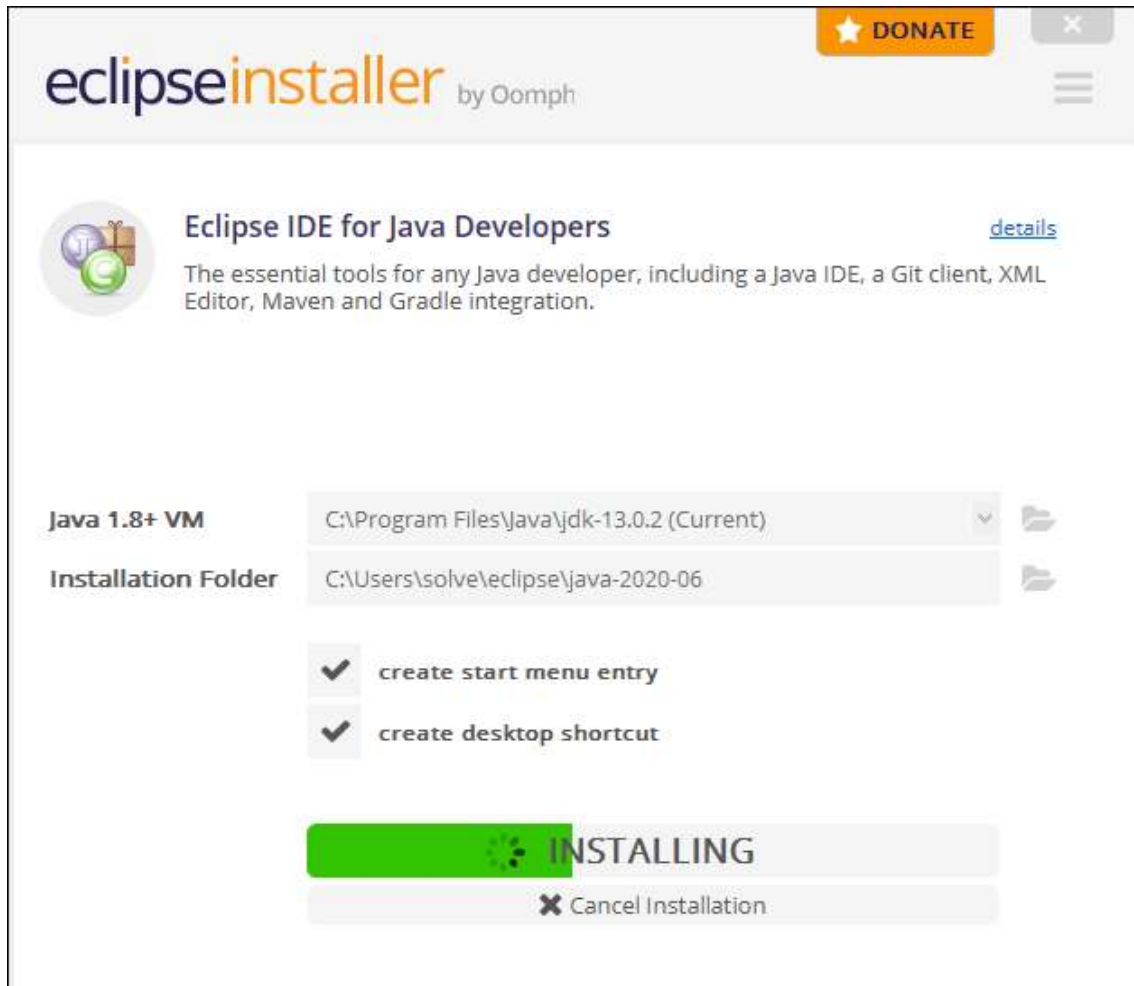 DONATE
eclipseinstaller by Oomph
Eclipse IDE for Java Developers
details
The essential tools for any Java developer, including a Java IDE, a Git client, XML
Editor, Maven and Gradle integration.
Java 1.8+ VM
C:\Program Files\Java\jdk-13.0.2 (Current)
Installation Folder
C:\Users\solve\eclipse\java-2020-06
create start menu entry
create desktop shortcut
INSTALLING
Cancel Installation